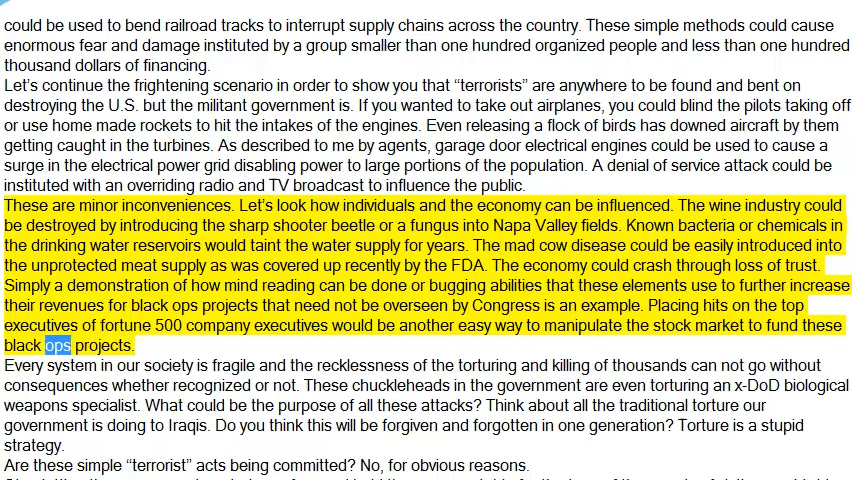 could be used to bend railroad tracks to interrupt supply chains across the country. These simple methods could cause
enormous fear and damage instituted by a group smaller than one hundred organized people and less than one hundred
thousand dollars of financing.
Let’s continue the frightening scenario in order to show you that “terrorists” are anywhere to be found and bent on
destroying the U.S. but the militant government is. If you wanted to take out airplanes, you could blind the pilots taking off
or use home made rockets to hit the intakes of the engines. Even releasing a flock of birds has downed aircraft by them
getting caught in the turbines. As described to me by agents, garage door electrical engines could be used to cause a
surge in the electrical power grid disabling power to large portions of the population. A denial of service attack could be
instituted with an overriding radio and TV broadcast to influence the public.
These are minor inconveniences. Let’s look how individuals and the economy can be influenced. The wine industry could
be destroyed by introducing the sharp shooter beetle or a fungus into Napa Valley fields. Known bacteria or chemicals in
the drinking water reservoirs would taint the water supply for years. The mad cow disease could be easily introduced into
the unprotected meat supply as was covered up recently by the FDA. The economy could crash through loss of trust.
Simply a demonstration of how mind reading can be done or bugging abilities that these elements use to further increase
their revenues for black ops projects that need not be overseen by Congress is an example. Placing hits on the top
executives of fortune 500 company executives would be another easy way to manipulate the stock market to fund these
black ops projects.
Every system in our society is fragile and the recklessness of the torturing and killing of thousands can not go without
consequences whether recognized or not. These chuckleheads in the government are even torturing an x-DoD biological
weapons specialist. What could be the purpose of all these attacks? Think about all the traditional torture our
government is doing to Iraqis. Do you think this will be forgiven and forgotten in one generation? Torture is a stupid
strategy.
Are these simple “terrorist” acts being committed? No, for obvious reasons.